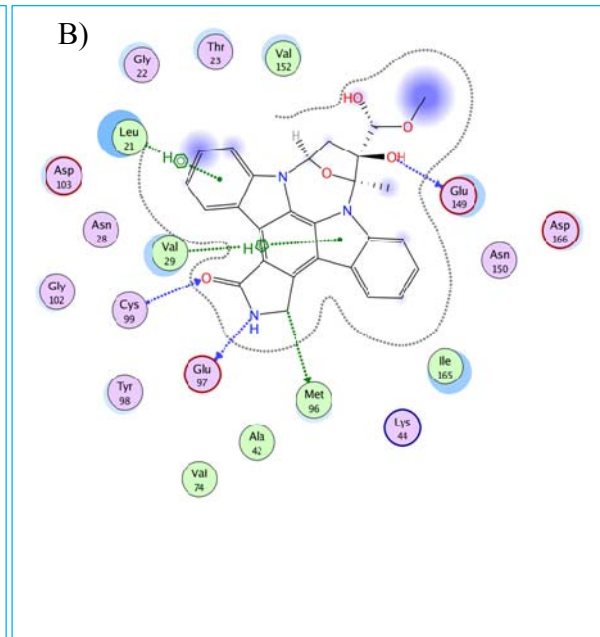 B)
Thr
23
Val
152
Gly
22
HO
Leu
21
H
H
O
OH
O
N
Asp
103
Glu
149
N
Asn
28
Asp
166
Val
29
H
Asn
150
Gly
102
O
Cys
99
N
H
Ile
165
Glu
97
Tyr
98
Met
96
Lys
44
Ala
42
Val
74